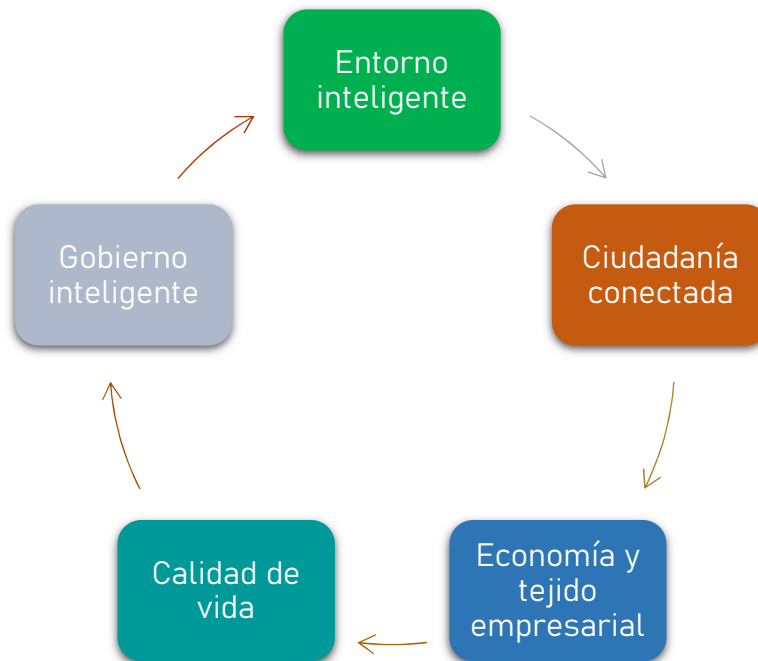 Entorno
inteligente
Ciudadanía
conectada
Economía y
tejido
empresarial
Calidad de
vida
Gobierno
inteligente